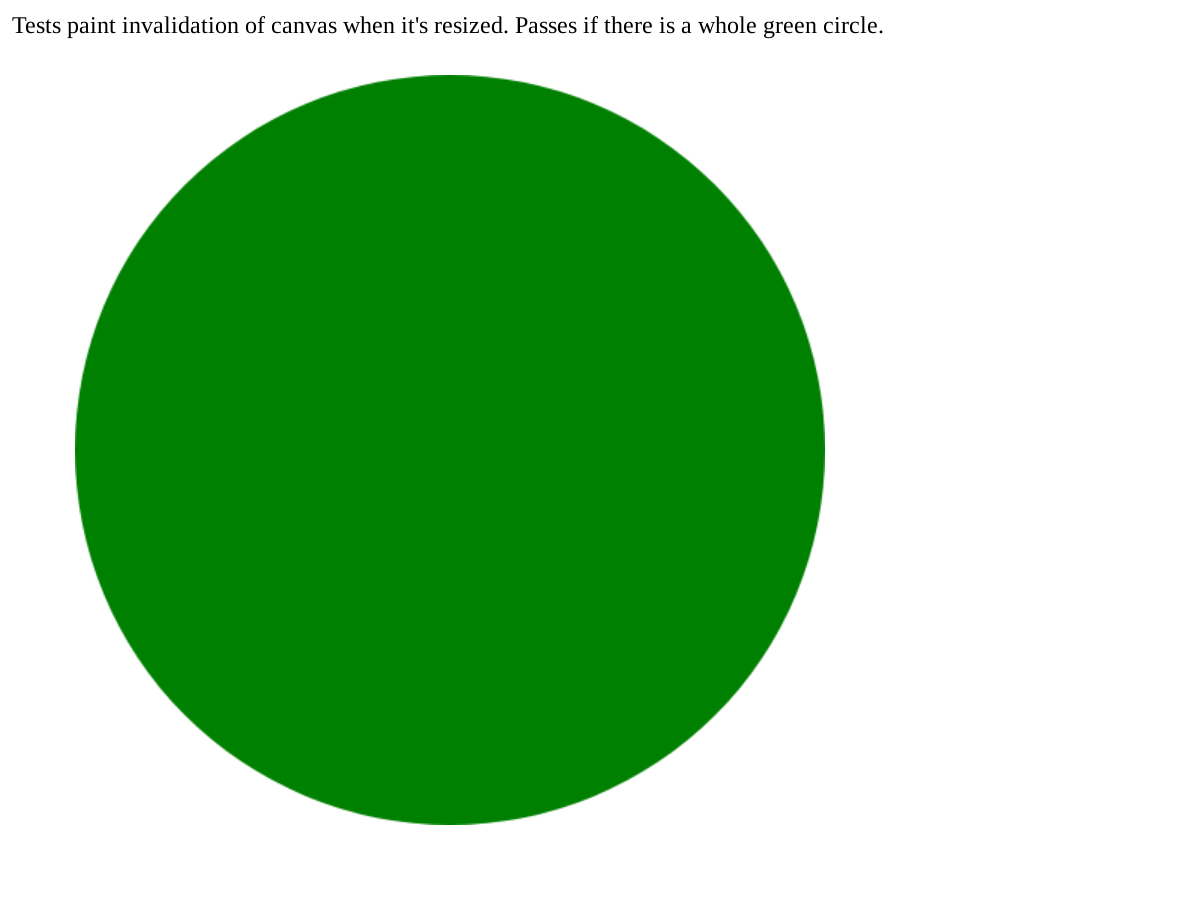 Tests paint invalidation of canvas when it's resized. Passes if there is a whole green circle.